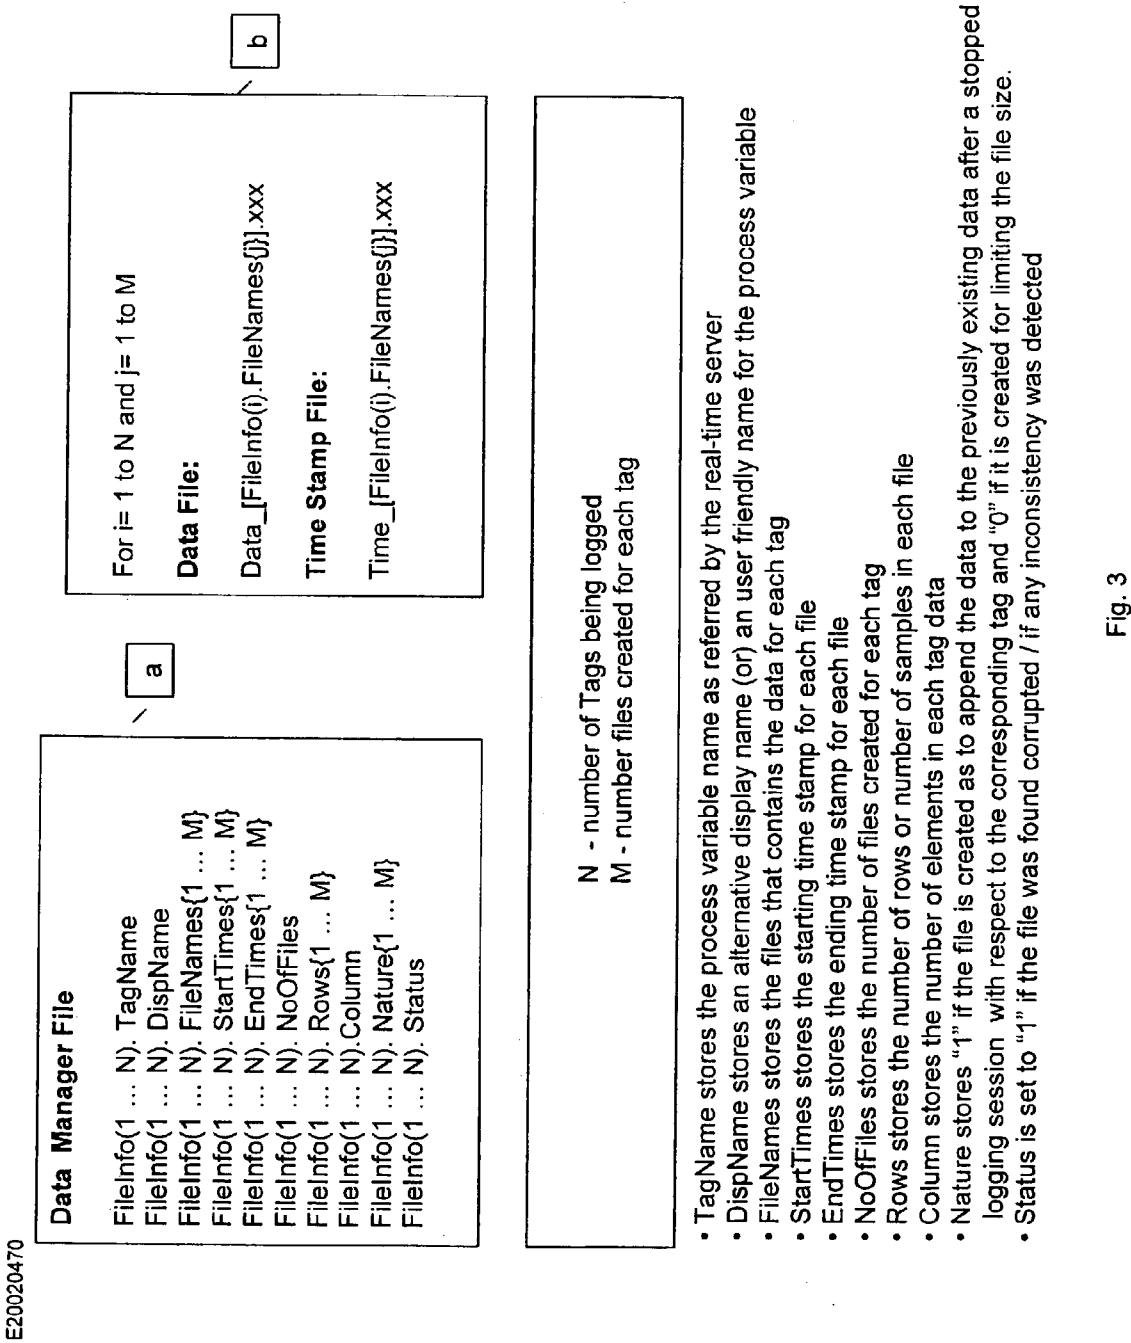 E20020470
Data Manager File
FileInfo(1 ... N). TagName
FileInfo(1 ... N). DispName
FileInfo(1 ... N). FileNames{1 ... M}
FileInfo(1 ... N). StartTimes{1 ... M}
FileInfo(1 ... N). EndTimes{1 ... M}
FileInfo(1 ... N). NoOfFiles
FileInfo(1 ... N). Rows{1 ... M}
FileInfo(1 ... N).Column
FileInfo(1 ... N). Nature{1 ... M}
FileInfo(1 ... N). Status
a
For i= 1 to N and j= 1 to M
Data File:
Data_[FileInfo(i).FileNames{j}].xxx
Time Stamp File:
Time_[FileInfo(i).FileNames{j}].xxx
b
N - number of Tags being logged
M - number files created for each tag
• TagName stores the process variable name as referred by the real-time server
• DispName stores an alternative display name (or) an user friendly name for the process variable
• FileNames stores the files that contains the data for each tag
• StartTimes stores the starting time stamp for each file
• EndTimes stores the ending time stamp for each file
• NoOfFiles stores the number of files created for each tag
• Rows stores the number of rows or number of samples in each file
• Column stores the number of elements in each tag data
• Nature stores “1” if the file is created as to append the data to the previously existing data after a stopped
logging session with respect to the corresponding tag and “0” if it is created for limiting the file size.
• Status is set to “1” if the file was found corrupted / if any inconsistency was detected
Fig. 3